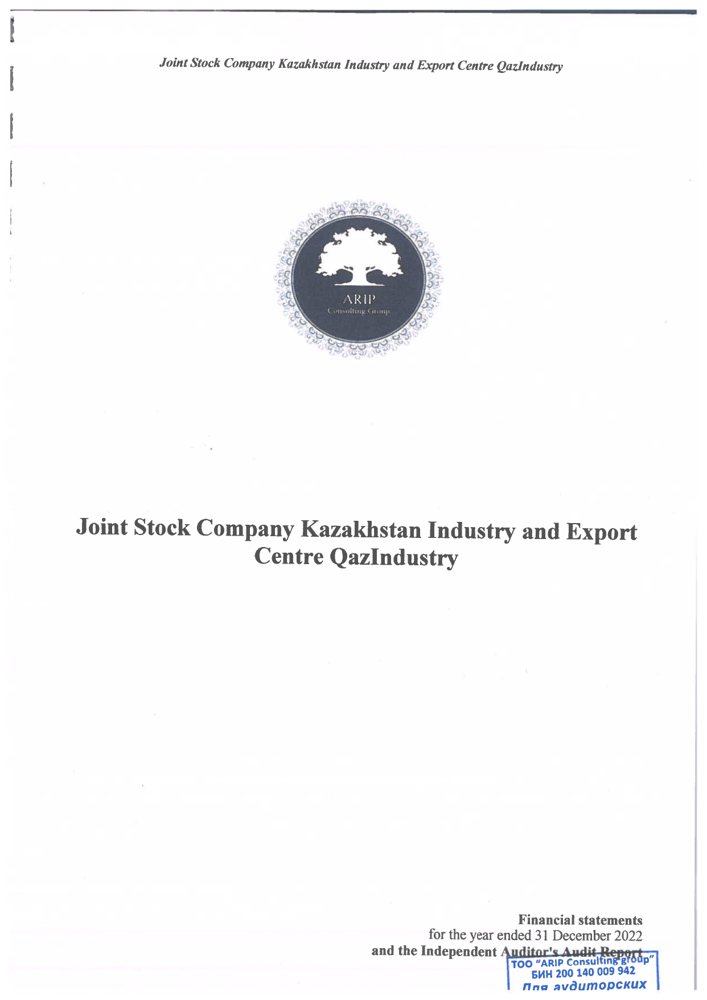 Joint Stock Company Kazakhstan Industry and Export Centre QazIndustry
ARIP
Consulting Group
Joint Stock Company Kazakhstan Industry and Export
Centre QazIndustry
Financial statements
for the year ended 31 December 2022
and the Independent Auditor's Audit Report
ТОО “ARIP Consulting group”
БИН 200 140 009 942
Для аудиторских